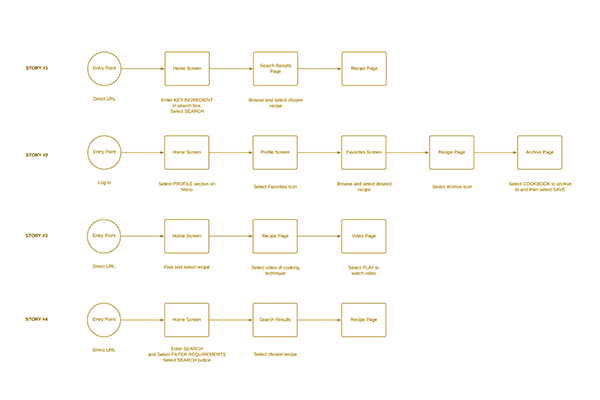 STORY #1
Entry Point
Home Screen
Search Results
Page
Recipe Page
Direct URL
Enter KEY INGREDIENT
in search box.
Select SEARCH
Browse and select chosen
recipe
STORY #2
Entry Point
Home Screen
Profile Screen
Favorites Screen
Recipe Page
Archive Page
Log in
Select PROFILE section on
Menu
Select Favorites Icon
Browse and select desired
recipe
Select Archive Icon
Select COOKBOOK to archive
to and then select SAVE
STORY #3
Entry Point
Home Screen
Recipe Page
Video Page
Direct URL
Find and select recipe
Select video of cooking
technique
Select PLAY to
watch video
STORY #4
Entry Point
Home Screen
Search Results
Recipe Page
Direct URL
Enter SEARCH
and Select FILTER REQUIREMENTS
Select SEARCH button
Select chosen recipe